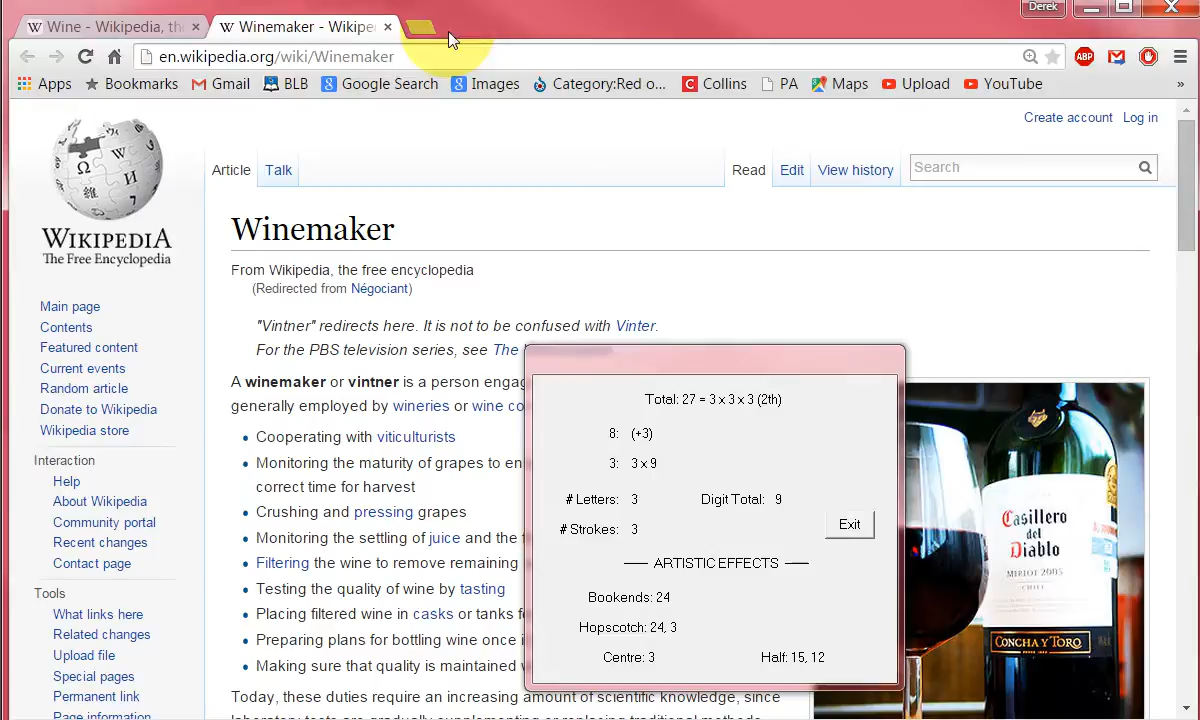 Wine - Wikipedia, th
Winemaker - Wikipe
Derek
en.wikipedia.org/wiki/Winemaker
ABP
Apps
Bookmarks
Gmail
BLB
Google Search
Images
Category:Red o...
Collins
PA
Maps
Upload
YouTube
»
Create account
Log in
WIKIPEDIA
The Free Encyclopedia
Article
Talk
Read
Edit
View history
Search
Winemaker
From Wikipedia, the free encyclopedia
(Redirected from Négociant)
"Vintner" redirects here. It is not to be confused with Vinter.
For the PBS television series, see The
A winemaker or vintner is a person engag
generally employed by wineries or wine co
• Cooperating with viticulturists
• Monitoring the maturity of grapes to en
correct time for harvest
• Crushing and pressing grapes
• Monitoring the settling of juice and the
• Filtering the wine to remove remaining
• Testing the quality of wine by tasting
• Placing filtered wine in casks or tanks f
• Preparing plans for bottling wine once i
• Making sure that quality is maintained
Today, these duties require an increasing amount of scientific knowledge, since
Main page
Contents
Featured content
Current events
Random article
Donate to Wikipedia
Wikipedia store
Interaction
Help
About Wikipedia
Community portal
Recent changes
Contact page
Tools
What links here
Related changes
Upload file
Special pages
Permanent link
Page information
Total: 27 = 3 x 3 x 3 (2th)
8: (+3)
3: 3 x 9
# Letters: 3 Digit Total: 9
# Strokes: 3
Exit
ARTISTIC EFFECTS
Bookends: 24
Hopscotch: 24, 3
Centre: 3 Half: 15, 12
Casillero
del
Diablo
MERLOT 2005
CHILE
CONCHA Y TORO